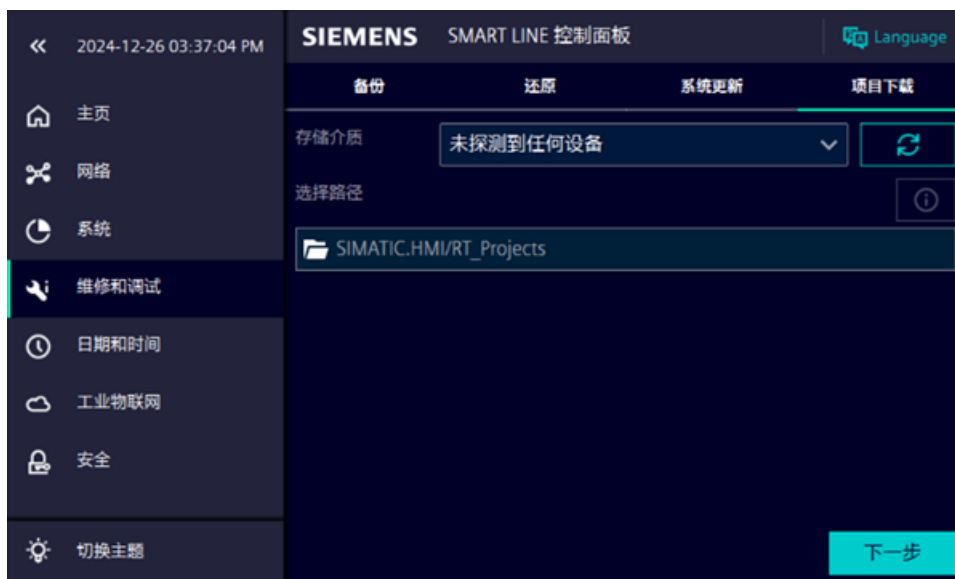 2024-12-26 03:37:04 PM
主页
网络
系统
维修和调试
日期和时间
工业物联网
安全
切换主题
SIEMENS SMART LINE 控制面板 Language
备份 还原 系统更新 项目下载
存储介质 未探测到任何设备
选择路径
SIMATIC.HMI/RT_Projects
下一步